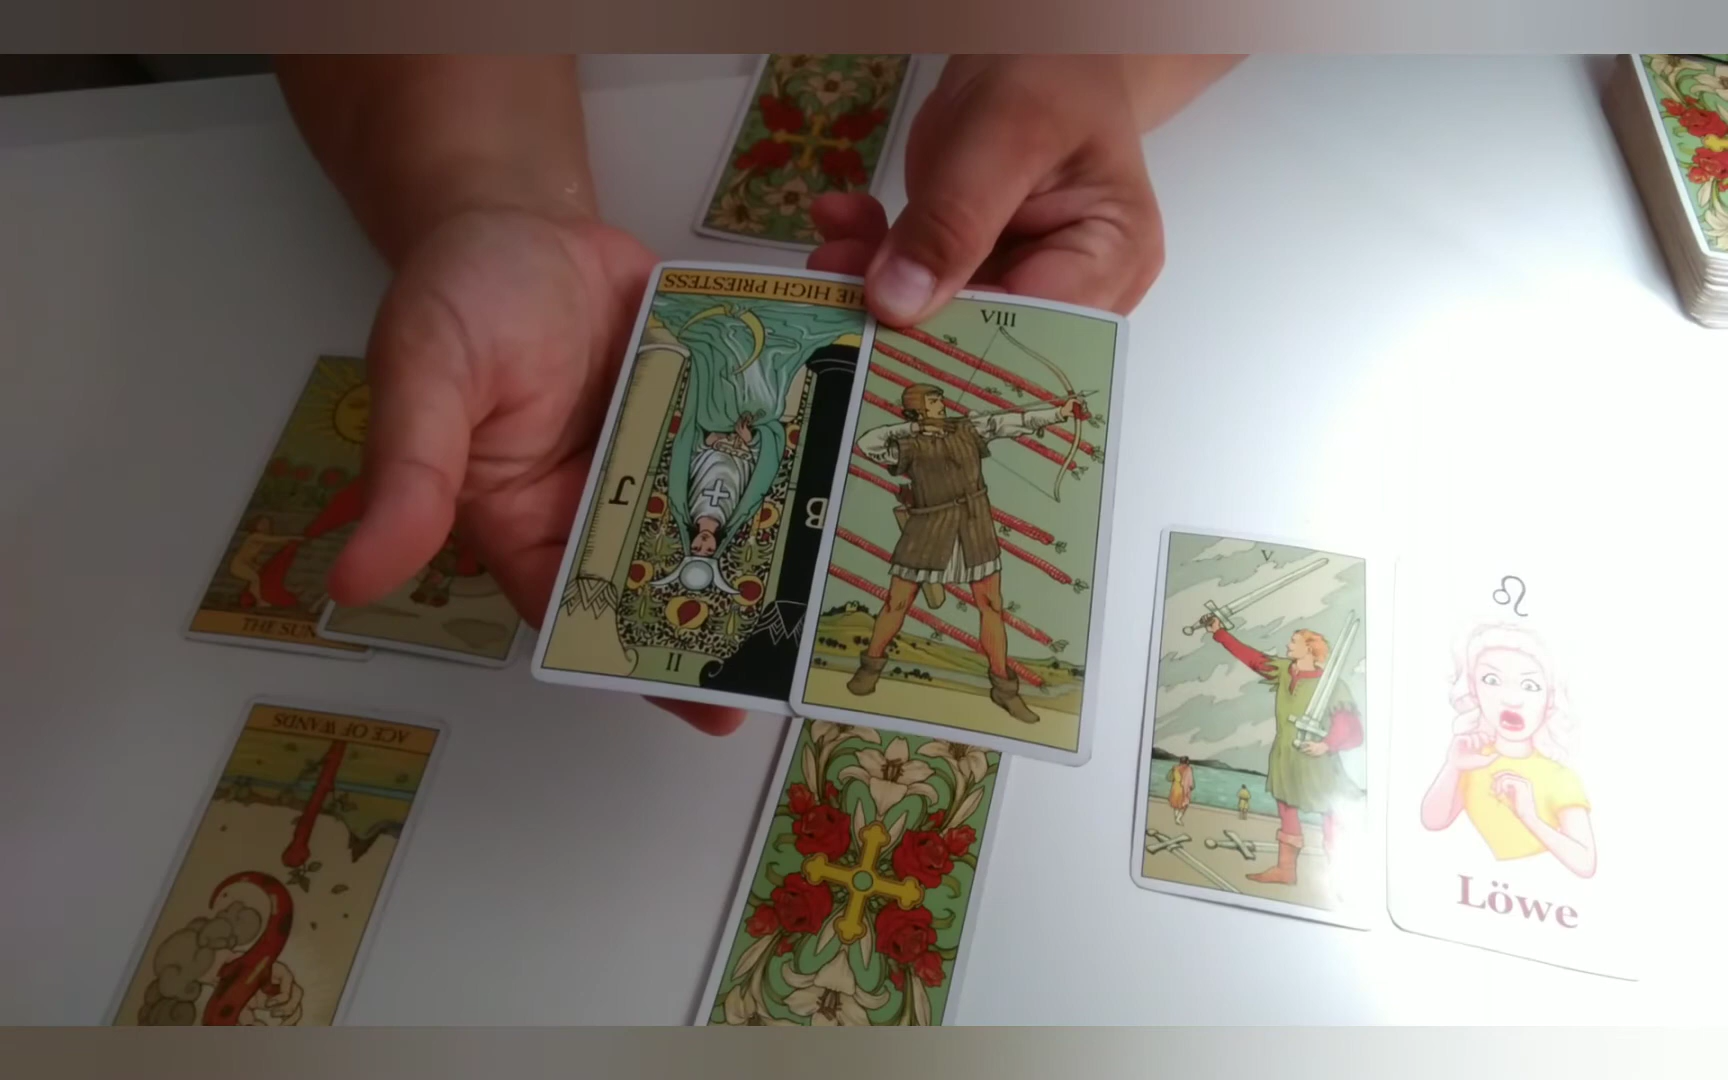 THE HIGH PRIESTESS
J
B
II
VIII
THE SUN
ACE OF WANDS
V
Löwe